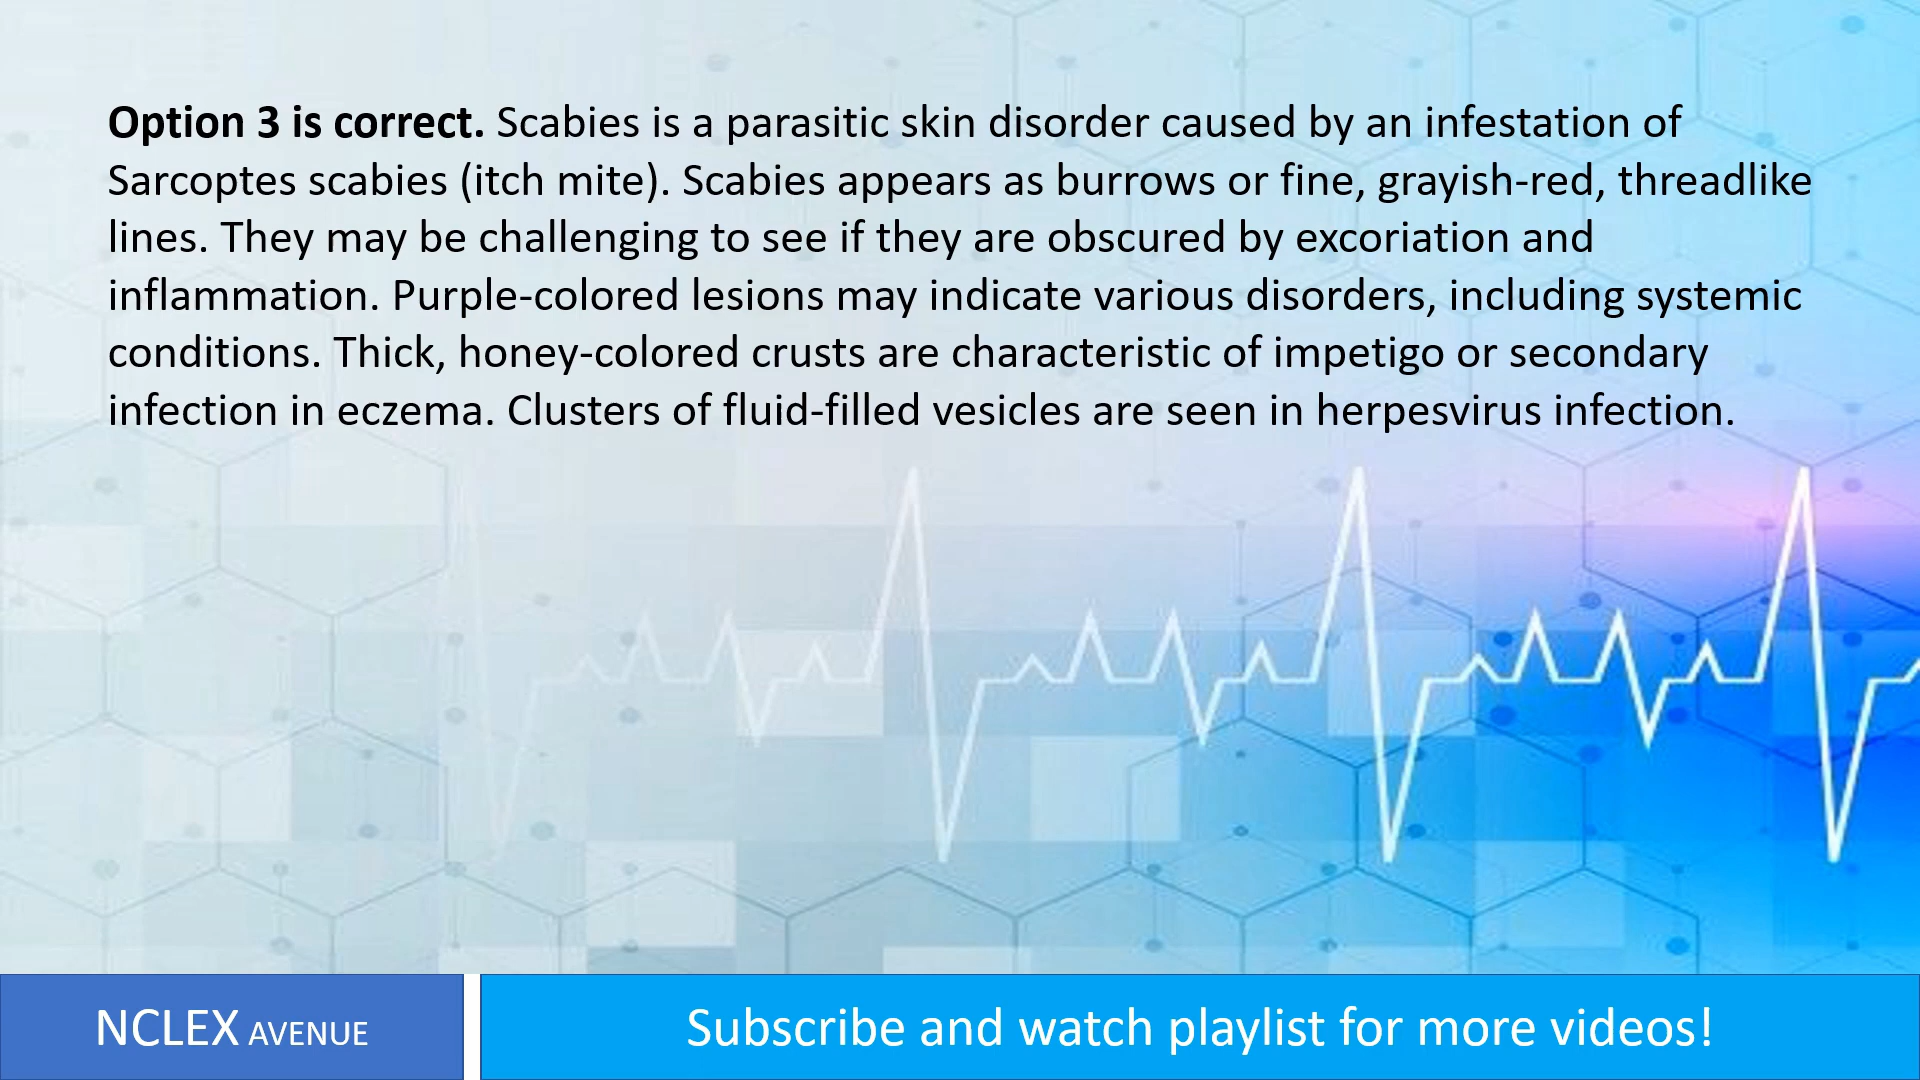 Option 3 is correct. Scabies is a parasitic skin disorder caused by an infestation of
Sarcoptes scabies (itch mite). Scabies appears as burrows or fine, grayish-red, threadlike
lines. They may be challenging to see if they are obscured by excoriation and
inflammation. Purple-colored lesions may indicate various disorders, including systemic
conditions. Thick, honey-colored crusts are characteristic of impetigo or secondary
infection in eczema. Clusters of fluid-filled vesicles are seen in herpesvirus infection.
NCLEX AVENUE
Subscribe and watch playlist for more videos!